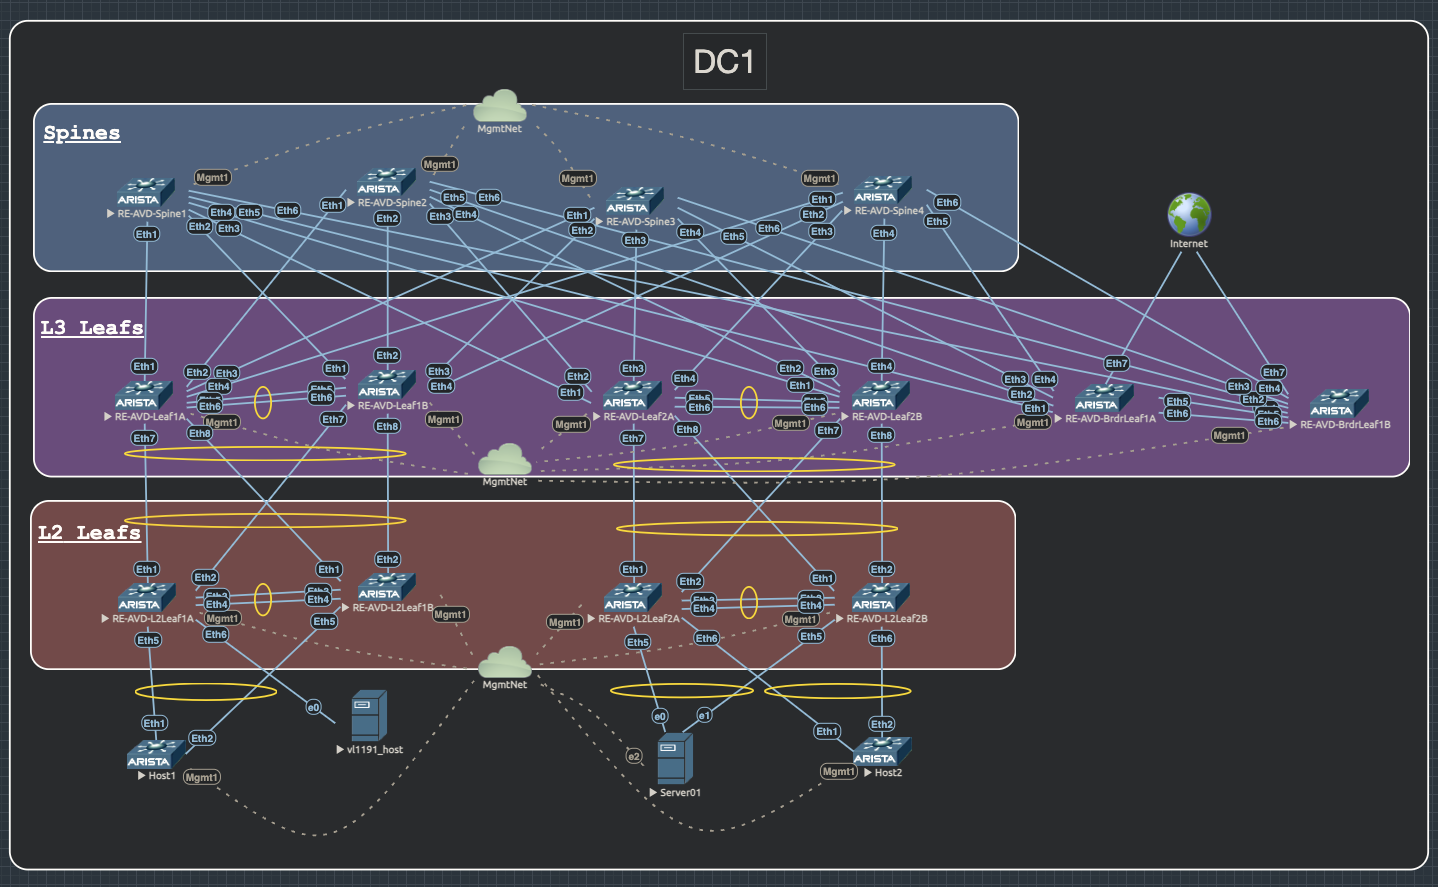 DC1
MgmtNet
Spines
Mgmt1
Mgmt1
Mgmt1
Mgmt1
ARISTA
RE-AVD-Spine1
ARISTA
RE-AVD-Spine2
ARISTA
RE-AVD-Spine3
ARISTA
RE-AVD-Spine4
Eth4
Eth5
Eth6
Eth2
Eth3
Eth1
Eth1
Eth2
Eth5
Eth6
Eth3
Eth4
Eth1
Eth2
Eth3
Eth4
Eth5
Eth6
Eth1
Eth2
Eth3
Eth4
Eth6
Eth5
Internet
L3 Leafs
Eth1
Eth2
Eth3
Eth4
Eth6
ARISTA
RE-AVD-Leaf1A
Mgmt1
Eth7
Eth8
Eth2
Eth1
Eth5
Eth6
Eth3
Eth4
ARISTA
RE-AVD-Leaf1B
Eth7
Eth8
Mgmt1
Eth3
Eth2
Eth1
Eth4
Eth5
Eth6
ARISTA
RE-AVD-Leaf2A
Mgmt1
Eth7
Eth8
Eth4
Eth2
Eth3
Eth1
Eth6
ARISTA
RE-AVD-Leaf2B
Mgmt1
Eth7
Eth8
Eth7
Eth3
Eth4
Eth2
Eth1
ARISTA
RE-AVD-BrdrLeaf1A
Mgmt1
Eth5
Eth6
Eth7
Eth3
Eth4
Eth2
Eth6
ARISTA
RE-AVD-BrdrLeaf1B
Mgmt1
MgmtNet
L2 Leafs
Eth1
Eth2
Eth3
Eth4
ARISTA
RE-AVD-L2Leaf1A
Mgmt1
Eth5
Eth6
Eth2
Eth1
Eth3
Eth4
ARISTA
RE-AVD-L2Leaf1B
Mgmt1
Eth5
Eth1
Eth2
Eth3
Eth4
ARISTA
RE-AVD-L2Leaf2A
Mgmt1
Eth5
Eth6
Eth2
Eth1
Eth4
ARISTA
RE-AVD-L2Leaf2B
Mgmt1
Eth5
Eth6
MgmtNet
Eth1
Eth2
ARISTA
Host1
Mgmt1
e0
vl1191_host
e0
e1
e2
Server01
Eth1
Eth2
ARISTA
Host2
Mgmt1